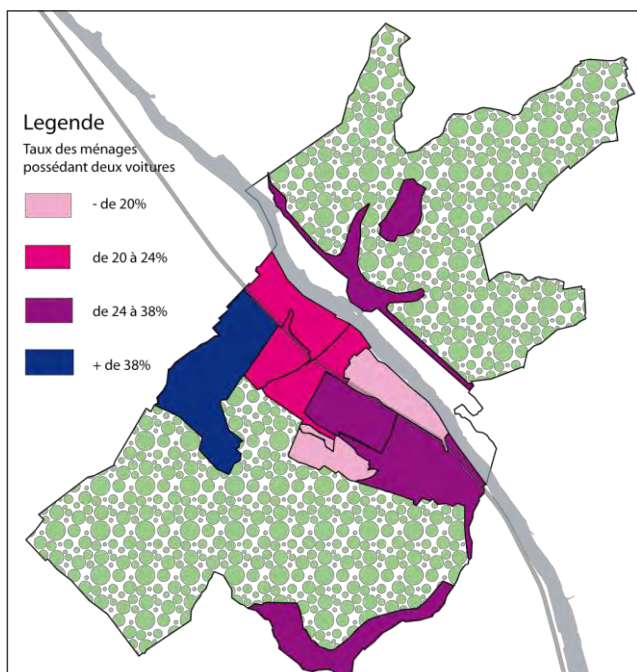 Legende
Taux des ménages
possédant deux voitures
- de 20%
de 20 à 24%
de 24 à 38%
+ de 38%